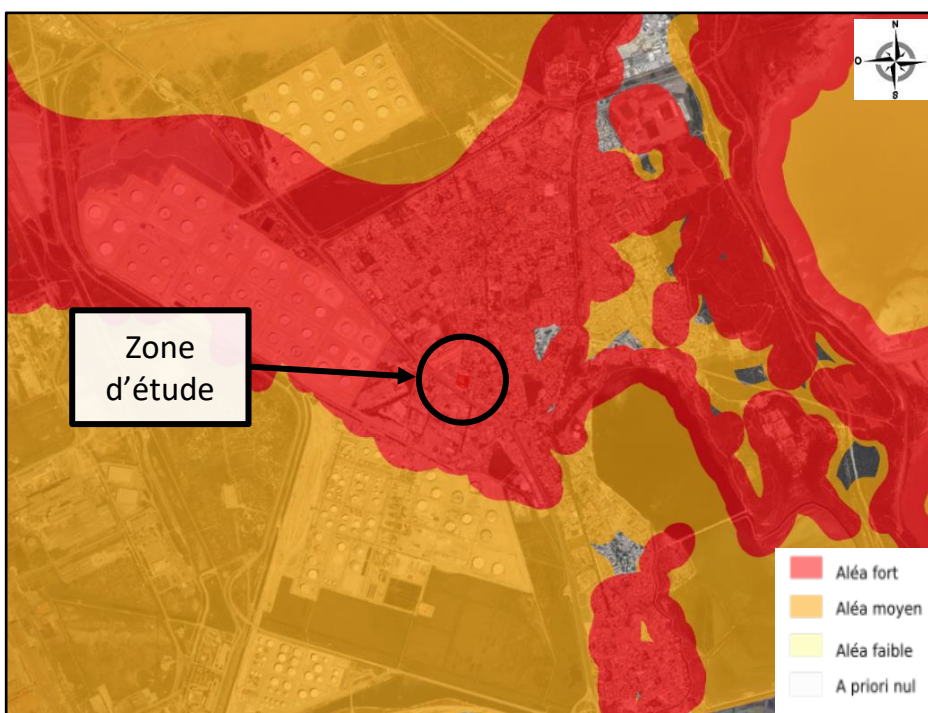 N
O
S
Zone
d’étude
Aléa fort
Aléa moyen
Aléa faible
A priori nul